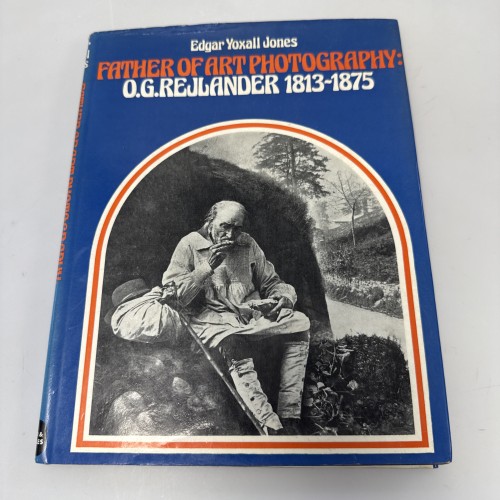 Edgar Yoxall Jones
FATHER OF ART PHOTOGRAPHY:
O.G.REJLANDER 1813-1875